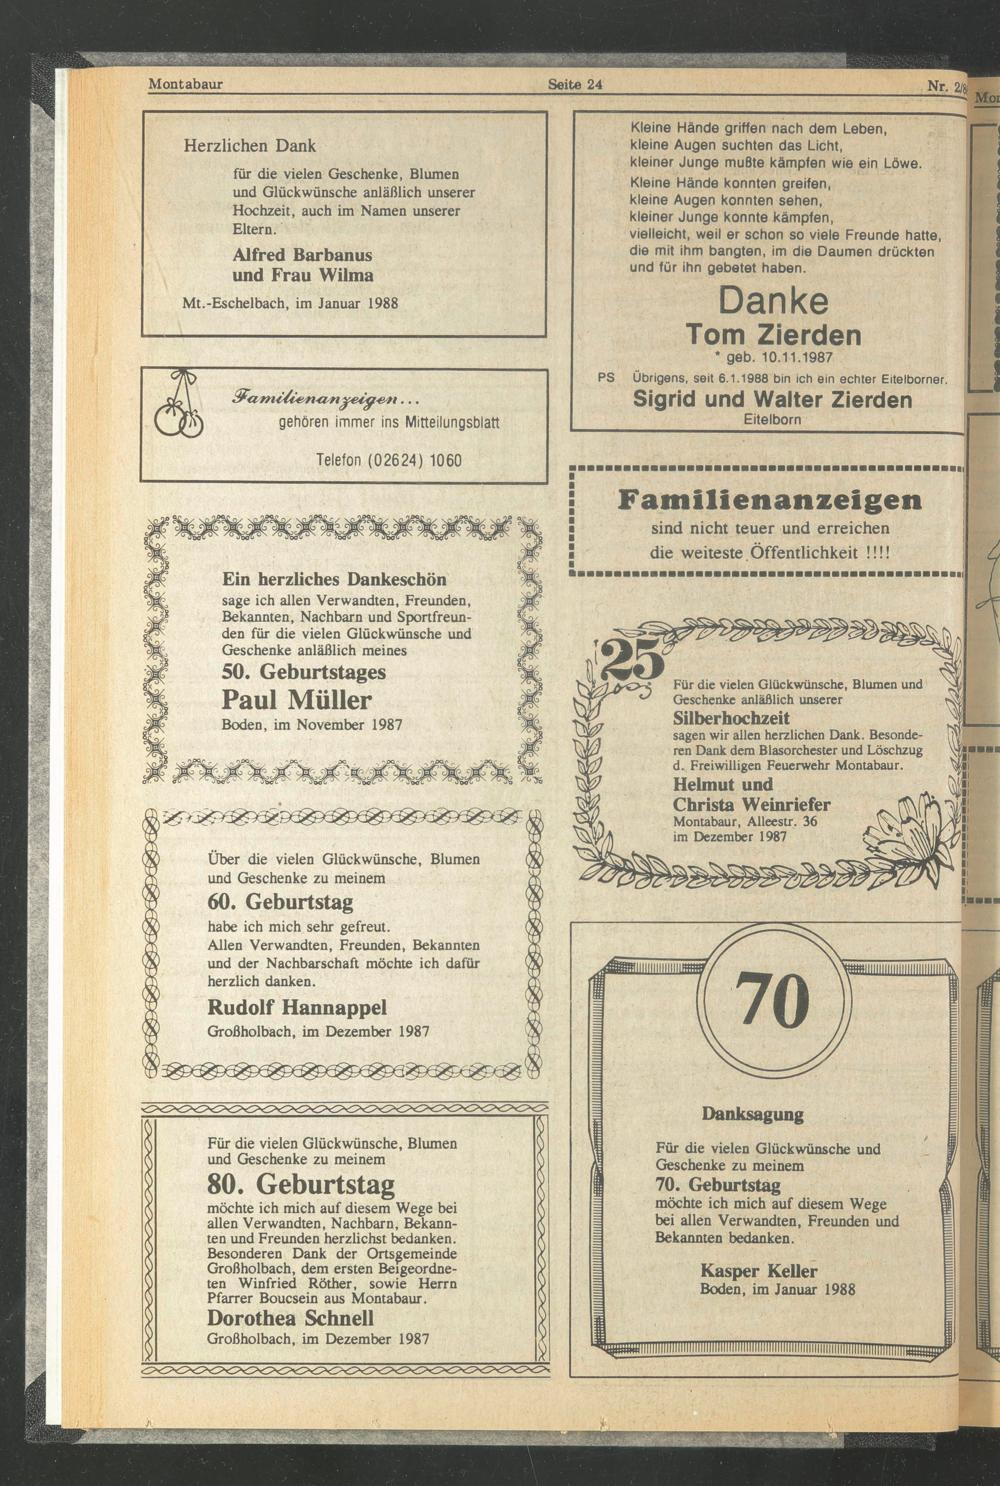 Montabaur Seite 24 Nr. 2/8
Herzlichen Dank
für die vielen Geschenke, Blumen
und Glückwünsche anläßlich unserer
Hochzeit, auch im Namen unserer
Eltern.
Alfred Barbanus
und Frau Wilma
Mt.-Eschelbach, im Januar 1988
Familienanzeigen...
gehören immer ins Mitteilungsblatt
Telefon (02624) 1060
Ein herzliches Dankeschön
sage ich allen Verwandten, Freunden,
Bekannten, Nachbarn und Sportfreun-
den für die vielen Glückwünsche und
Geschenke anläßlich meines
50. Geburtstages
Paul Müller
Boden, im November 1987
Über die vielen Glückwünsche, Blumen
und Geschenke zu meinem
60. Geburtstag
habe ich mich sehr gefreut.
Allen Verwandten, Freunden, Bekannten
und der Nachbarschaft möchte ich dafür
herzlich danken.
Rudolf Hannappel
Großholbach, im Dezember 1987
Für die vielen Glückwünsche, Blumen
und Geschenke zu meinem
80. Geburtstag
möchte ich mich auf diesem Wege bei
allen Verwandten, Nachbarn, Bekann-
ten und Freunden herzlichst bedanken.
Besonderen Dank der Ortsgemeinde
Großholbach, dem ersten Beigeordne-
ten Winfried Röther, sowie Herrn
Pfarrer Boucsein aus Montabaur.
Dorothea Schnell
Großholbach, im Dezember 1987
Kleine Hände griffen nach dem Leben,
kleine Augen suchten das Licht,
kleiner Junge mußte kämpfen wie ein Löwe.
Kleine Hände konnten greifen,
kleine Augen konnten sehen,
kleiner Junge konnte kämpfen,
vielleicht, weil er schon so viele Freunde hatte,
die mit ihm bangten, im die Daumen drückten
und für ihn gebetet haben.
Danke
Tom Zierden
* geb. 10.11.1987
PS Übrigens, seit 6.1.1988 bin ich ein echter Eitelborner.
Sigrid und Walter Zierden
Eitelborn
Familienanzeigen
sind nicht teuer und erreichen
die weiteste Öffentlichkeit !!!!
25
Für die vielen Glückwünsche, Blumen und
Geschenke anläßlich unserer
Silberhochzeit
sagen wir allen herzlichen Dank. Besonde-
ren Dank dem Blasorchester und Löschzug
d. Freiwilligen Feuerwehr Montabaur.
Helmut und
Christa Weinriefer
Montabaur, Alleestr. 36
im Dezember 1987
70
Danksagung
Für die vielen Glückwünsche und
Geschenke zu meinem
70. Geburtstag
möchte ich mich auf diesem Wege
bei allen Verwandten, Freunden und
Bekannten bedanken.
Kasper Keller
Boden, im Januar 1988
Mon